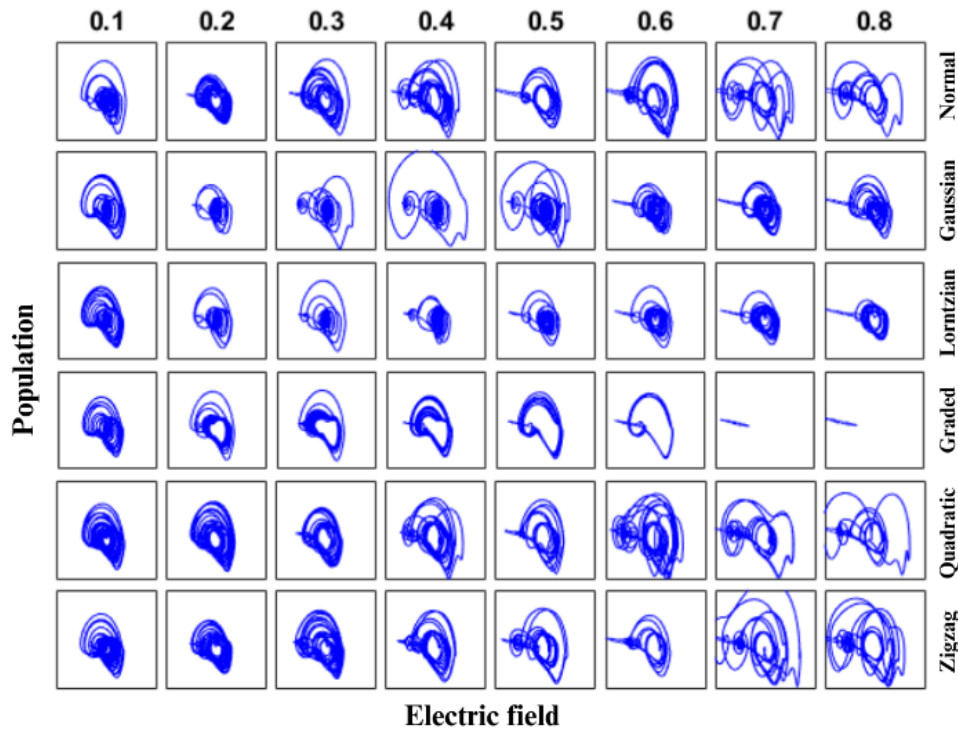 0.1 0.2 0.3 0.4 0.5 0.6 0.7 0.8
Normal
Gaussian
Lorntzian
Graded
Quadratic
Zigzag
Population
Electric field